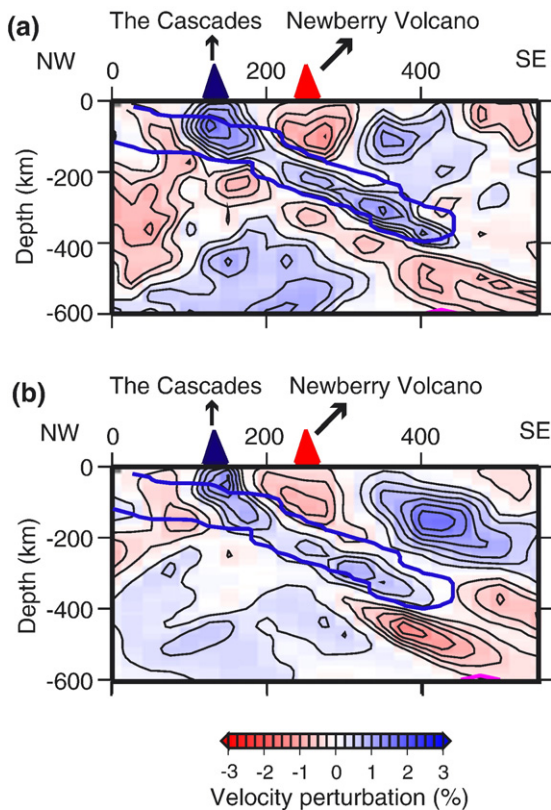 (a)
The Cascades Newberry Volcano
NW SE
0 200 400
0
-200
-400
-600
Depth (km)
(b)
The Cascades Newberry Volcano
NW SE
0 200 400
0
-200
-400
-600
Depth (km)
-3 -2 -1 0 1 2 3
Velocity perturbation (%)